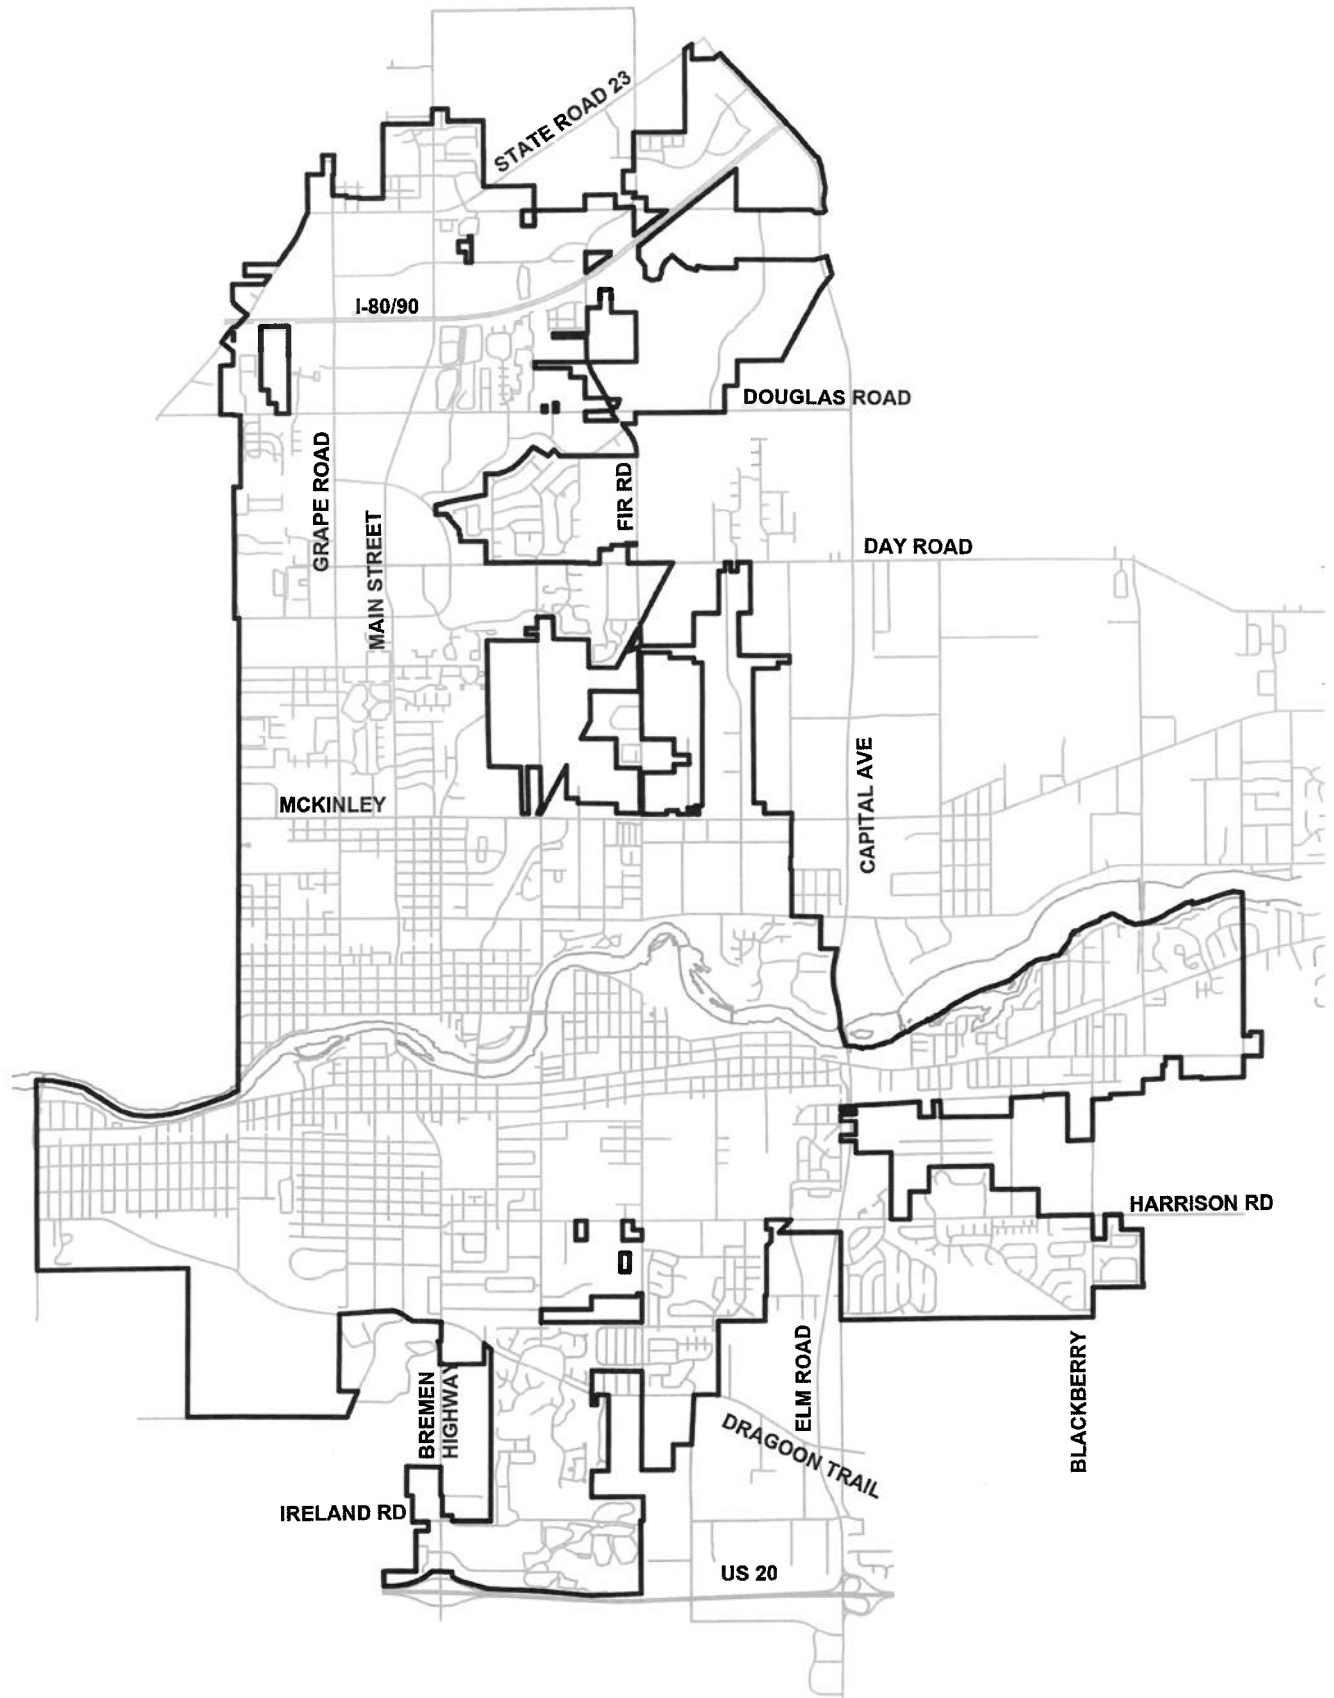 STATE ROAD 23
I-80/90
DOUGLAS ROAD
GRAPE ROAD
FIR RD
MAIN STREET
DAY ROAD
MCKINLEY
CAPITAL AVE
HARRISON RD
BREMEN
HIGHWAY
ELM ROAD
BLACKBERRY
DRAGOON TRAIL
IRELAND RD
US 20